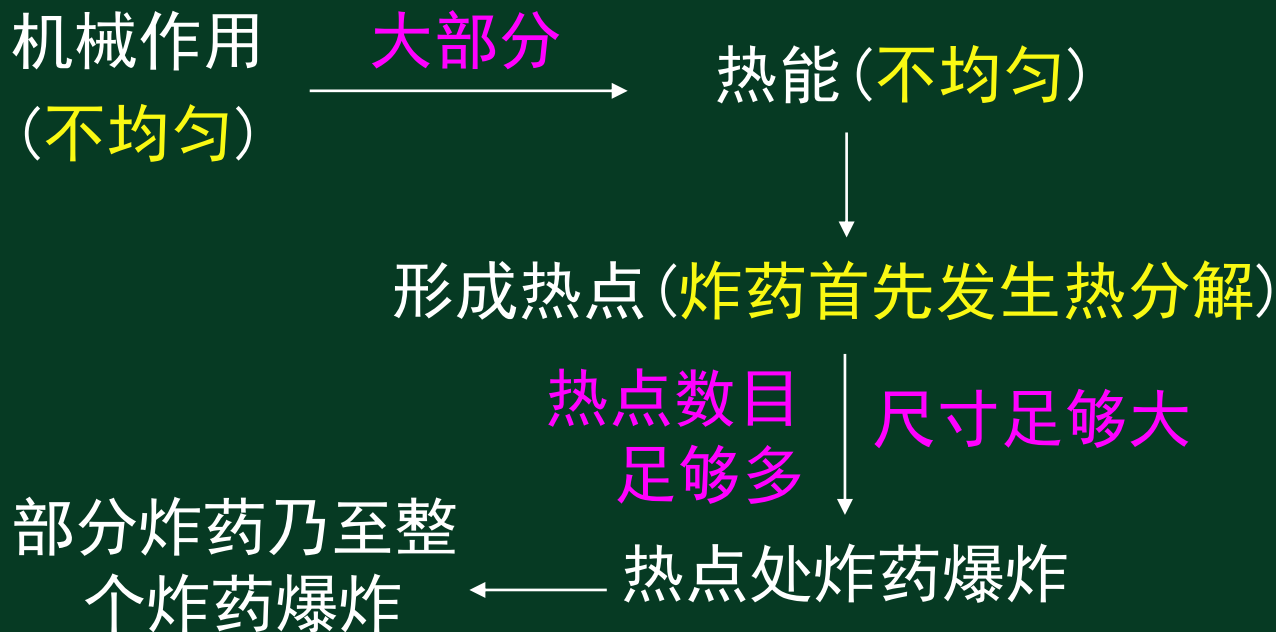 机械作用
(不均匀)
大部分
热能(不均匀)
形成热点(炸药首先发生热分解)
热点数目
足够多
尺寸足够大
热点处炸药爆炸
部分炸药乃至整
个炸药爆炸